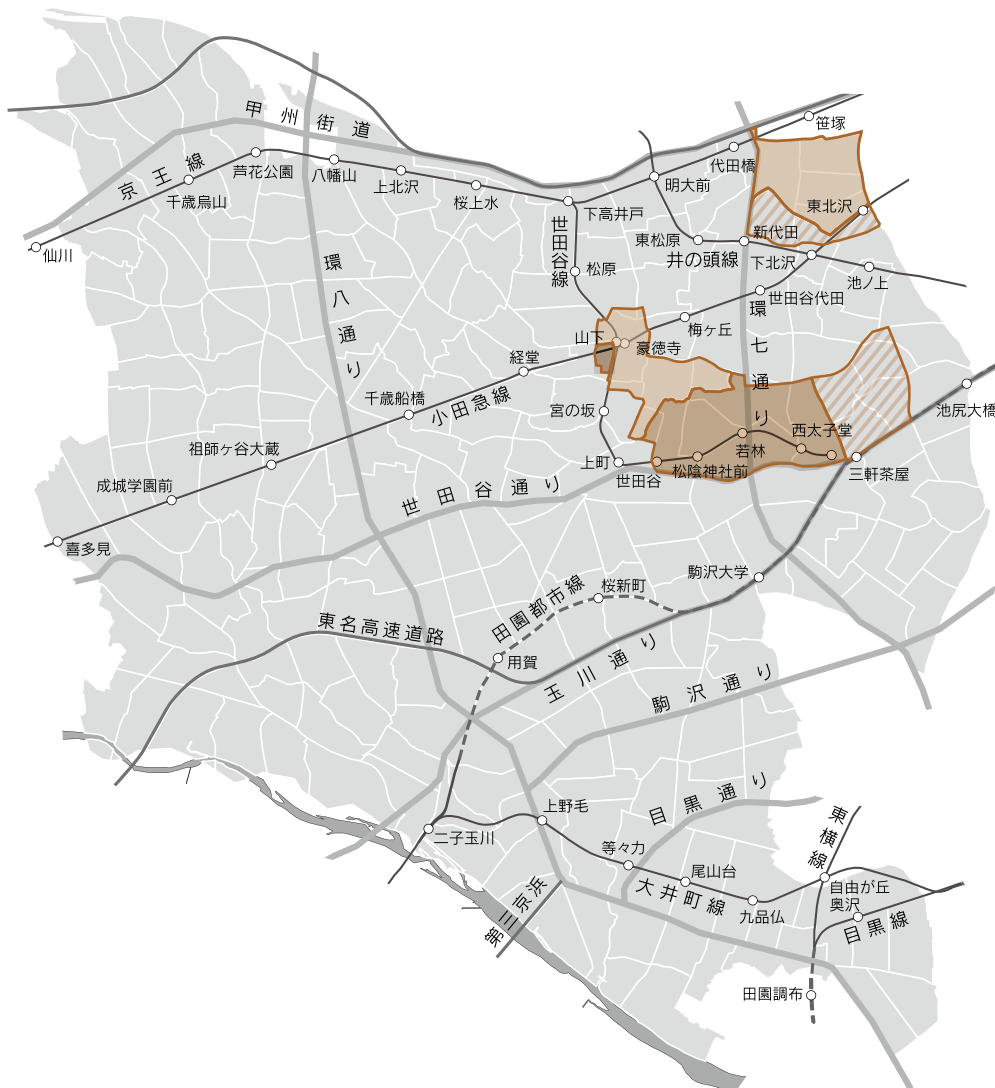 甲州街道
笹塚
代田橋
京王線
芦花公園
八幡山
上北沢
桜上水
下高井戸
明大前
千歳烏山
仙川
東北沢
新代田
東松原
井の頭線
下北沢
池ノ上
世田谷線
松原
環八通り
世田谷代田
環七通り
梅ヶ丘
山下
豪徳寺
経堂
千歳船橋
小田急線
宮の坂
池尻大橋
西太子堂
若林
祖師ヶ谷大蔵
上町
世田谷
松陰神社前
三軒茶屋
成城学園前
世田谷通り
喜多見
駒沢大学
桜新町
田園都市線
東名高速道路
用賀
玉川通り
駒沢通り
目黒通り
上野毛
二子玉川
等々力
尾山台
大井町線
九品仏
東横線
自由が丘
奥沢
目黒線
第三京浜
田園調布